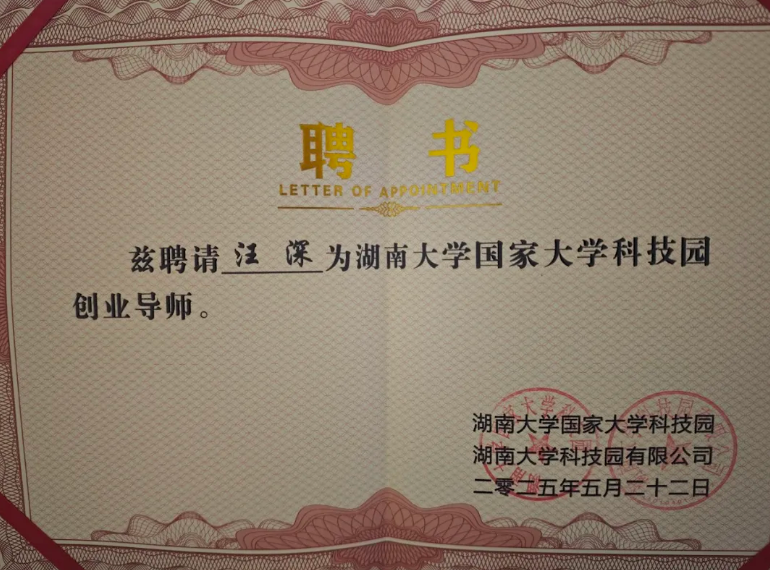 聘书
LETTER OF APPOINTMENT
兹聘请汪深为湖南大学国家大学科技园
创业导师。
湖南大学国家大学科技园
湖南大学科技园有限公司
二零二五年五月二十二日